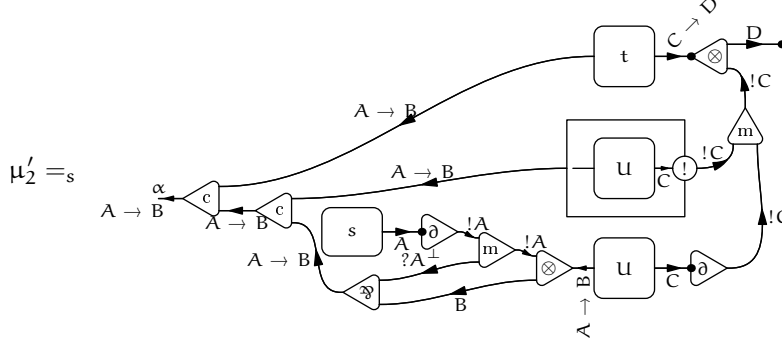 C → D
D
t
⊗
!C
A → B
m
A → B
U
C
!
!C
μ′₂ =ₛ
α
c
c
A → B
A → B
s
A
∂
!A
m
!A
!C
A → B
?A⊥
⊗
U
C
∂
⅋
B
A → B